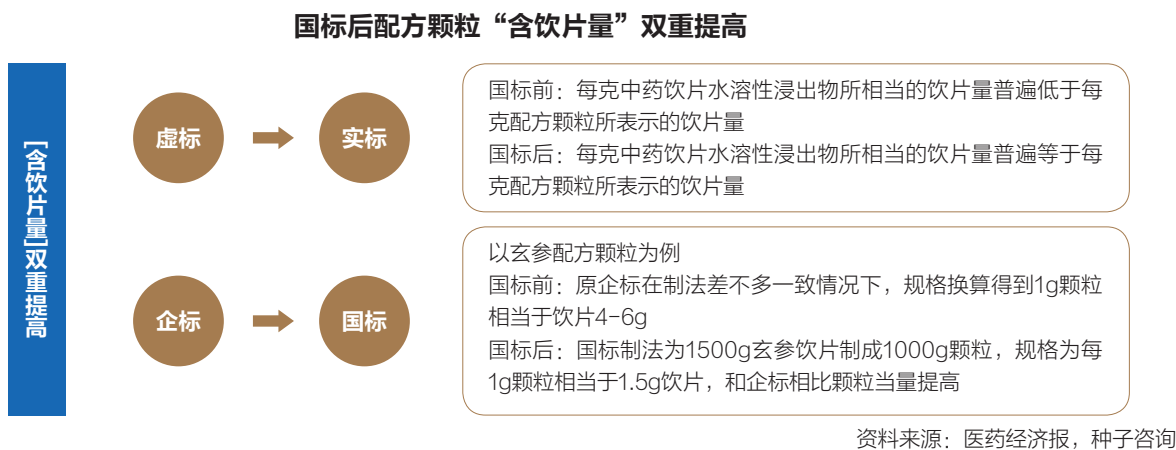 国标后配方颗粒“含饮片量”双重提高
[含饮片量]双重提高
虚标
实标
国标前：每克中药饮片水溶性浸出物所相当的饮片量普遍低于每
克配方颗粒所表示的饮片量
国标后：每克中药饮片水溶性浸出物所相当的饮片量普遍等于每
克配方颗粒所表示的饮片量
企标
国标
以玄参配方颗粒为例
国标前：原企标在制法差不多一致情况下，规格换算得到1g颗粒
相当于饮片4-6g
国标后：国标制法为1500g玄参饮片制成1000g颗粒，规格为每
1g颗粒相当于1.5g饮片，和企标相比颗粒当量提高
资料来源：医药经济报，种子咨询